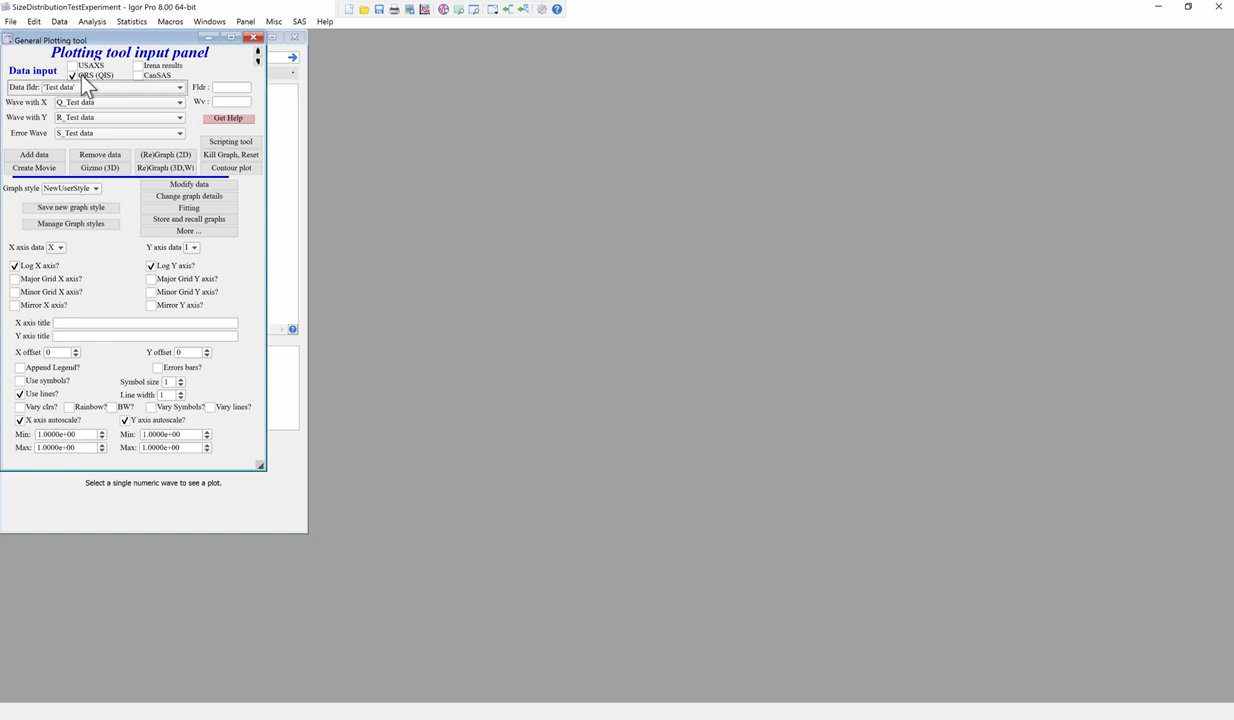 SizeDistributionTestExperiment - Igor Pro 8.00 64-bit
File Edit Data Analysis Statistics Macros Windows Panel Misc SAS Help
General Plotting tool
Plotting tool input panel
Data input
USAXS Irena results
QRS (QIS) CanSAS
Data fldr: 'Test data' Fldr :
Wave with X Q_Test data Wv :
Wave with Y R_Test data Get Help
Error Wave S_Test data
Scripting tool
Add data Remove data (Re)Graph (2D) Kill Graph, Reset
Create Movie Gizmo (3D) Re)Graph (3D,W) Contour plot
Graph style NewUserStyle Modify data
Change graph details
Save new graph style Fitting
Store and recall graphs
Manage Graph styles More ...
X axis data X Y axis data I
Log X axis? Log Y axis?
Major Grid X axis? Major Grid Y axis?
Minor Grid X axis? Minor Grid Y axis?
Mirror X axis? Mirror Y axis?
X axis title
Y axis title
X offset 0 Y offset 0
Append Legend? Errors bars?
Use symbols? Symbol size 1
Use lines? Line width 1
Vary clrs? Rainbow? BW? Vary Symbols? Vary lines?
X axis autoscale? Y axis autoscale?
Min: 1.0000e+00 Min: 1.0000e+00
Max: 1.0000e+00 Max: 1.0000e+00
Select a single numeric wave to see a plot.